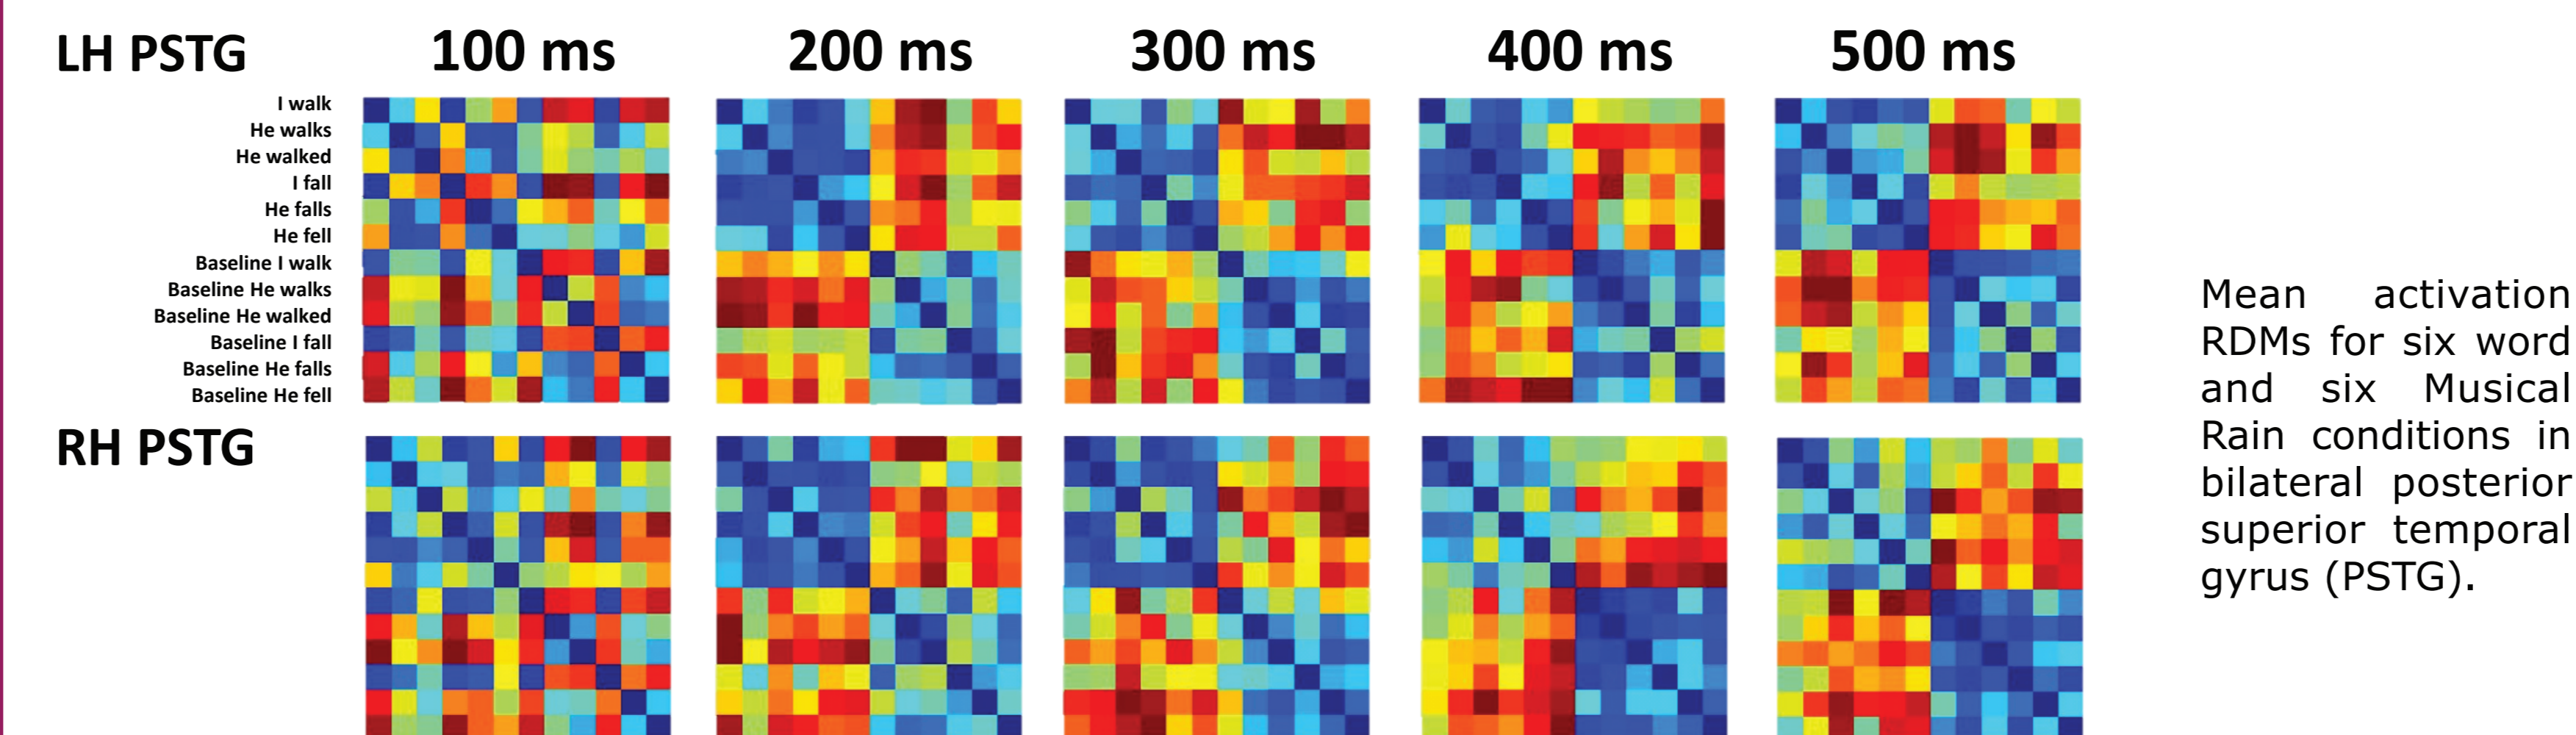 LH PSTG
100 ms
200 ms
300 ms
400 ms
500 ms
I walk
He walks
He walked
I fall
He falls
He fell
Baseline I walk
Baseline He walks
Baseline He walked
Baseline I fall
Baseline He falls
Baseline He fell
RH PSTG
Mean activation
RDMs for six word
and six Musical
Rain conditions in
bilateral posterior
superior temporal
gyrus (PSTG).